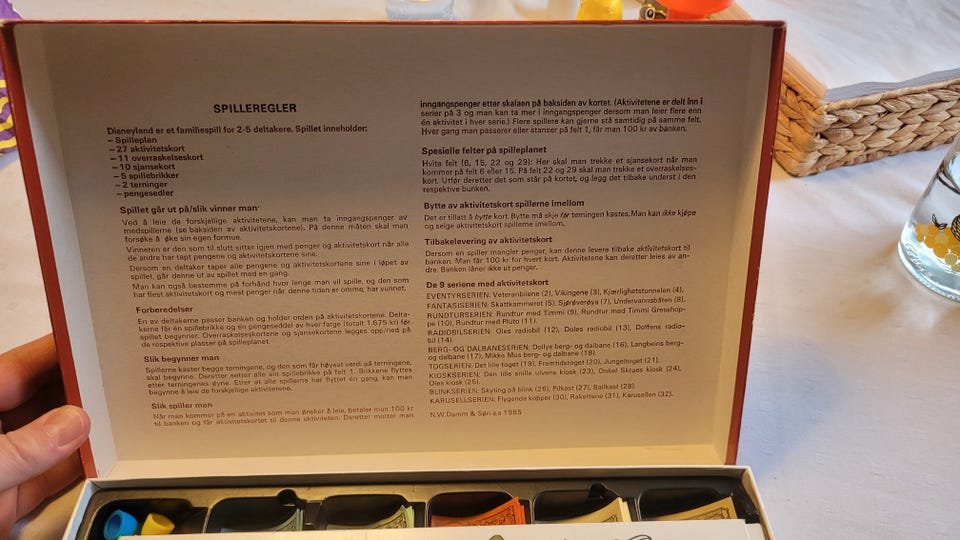 SPILLEREGLER
Disneyland er et familiespill for 2-5 deltakere. Spillet inneholder:
– Spilleplan
– 27 aktivitetskort
– 11 overraskelseskort
– 10 sjansekort
– 5 spillebrikker
– 2 terninger
– pengesedler
Spillet går ut på/slik vinner man
Ved å leie de forskjellige aktivitetene, kan man ta inngangspenger av
medspillerne (se baksiden av aktivitetskortene). På denne måten skal man
forsøke å øke sin egen formue.
Vinneren er den som til slutt sitter igjen med penger og aktivitetskort når alle
de andre har tapt pengene og aktivitetskortene sine.
Dersom en deltaker taper alle pengene og aktivitetskortene sine i løpet av
spillet, går denne ut av spillet med en gang.
Man kan også bestemme på forhånd hvor lenge man vil spille, og den som
har flest aktivitetskort og mest penger når denne tiden er omme, har vunnet.
Forberedelser
En av deltakerne passer banken og holder orden på aktivitetskortene. Delta-
kerne får én spillebrikke og én pengeseddel av hver farge (totalt 1.675 kr) før
spillet begynner. Overraskelseskortene og sjansekortene legges opp/ned på
de respektive plasser på spilleplanet.
Slik begynner man
Spillerne kaster begge terningene, og den som får høyest verdi på terningene,
skal begynne. Deretter setter alle sin spillebrikke på felt 1. Brikkene flyttes
etter terningenes øyne. Etter at alle spillerne har flyttet én gang, kan man
begynne å leie de forskjellige aktivitetene.
Slik spiller man
Når man kommer på en aktivitet som man ønsker å leie, betaler man 100 kr
til banken og får aktivitetskortet til denne aktiviteten. Deretter mottar man
inngangspenger etter skalaen på baksiden av kortet. (Aktivitetene er delt inn i
serier på 3 og man kan ta mer i inngangspenger dersom man leier flere enn
én aktivitet i hver serie.) Flere spillere kan gjerne stå samtidig på samme felt.
Hver gang man passerer eller stanser på felt 1, får man 100 kr av banken.
Spesielle felter på spilleplanet
Hvite felt (6, 15, 22 og 29): Her skal man trekke et sjansekort når man
kommer på felt 6 eller 15. På felt 22 og 29 skal man trekke et overraskelses-
kort. Utfør deretter det som står på kortet, og legg det tilbake underst i den
respektive bunken.
Bytte av aktivitetskort spillerne imellom
Det er tillatt å bytte kort. Bytte må skje før terningen kastes. Man kan ikke kjøpe
og selge aktivitetskort spillerne imellom.
Tilbakelevering av aktivitetskort
Dersom en spiller mangler penger, kan denne levere tilbake aktivitetskort til
banken. Man får 100 kr for hvert kort. Aktivitetene kan deretter leies av an-
dre. Banken låner ikke ut penger.
De 9 seriene med aktivitetskort
EVENTYRSERIEN: Veteranbilene (2), Vikingene (3), Kjærlighetstunnelen (4),
FANTASISERIEN: Skattkammeret (5), Sjørøverøya (7), Undervannsbåten (8).
RUNDTURSERIEN: Rundtur med Timmi (9), Rundtur med Timmi Gresshop-
pe (10), Rundtur med Pluto (11).
RADIOBILSERIEN: Oles radiobil (12), Doles radiobil (13), Doffens radio-
bil (14)
BERG- OG DALBANESERIEN: Dollys berg- og dalbane (16), Langbeins berg-
og dalbane (17), Mikke Mus berg- og dalbane (18).
TOGSERIEN: Det lille toget (19), Fremtidstoget (20), Jungeltoget (21).
KIOSKSERIEN: Den lille snille ulvens kiosk (23), Onkel Skrues kiosk (24),
Oles kiosk (25).
BLINKSERIEN: Skyting på blink (26), Pilkast (27), Ballkast (28).
KARUSELLSERIEN: Flygende kopper (30), Rakettene (31), Karusellen (32).
N.W.Damm & Søn a.s 1985